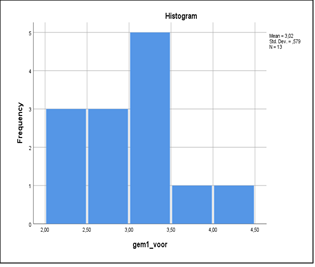 Histogram
Mean = 3,02
Std. Dev. = ,579
N = 13
Frequency
5
4
3
2
1
0
2,00 2,50 3,00 3,50 4,00 4,50
gem1_voor